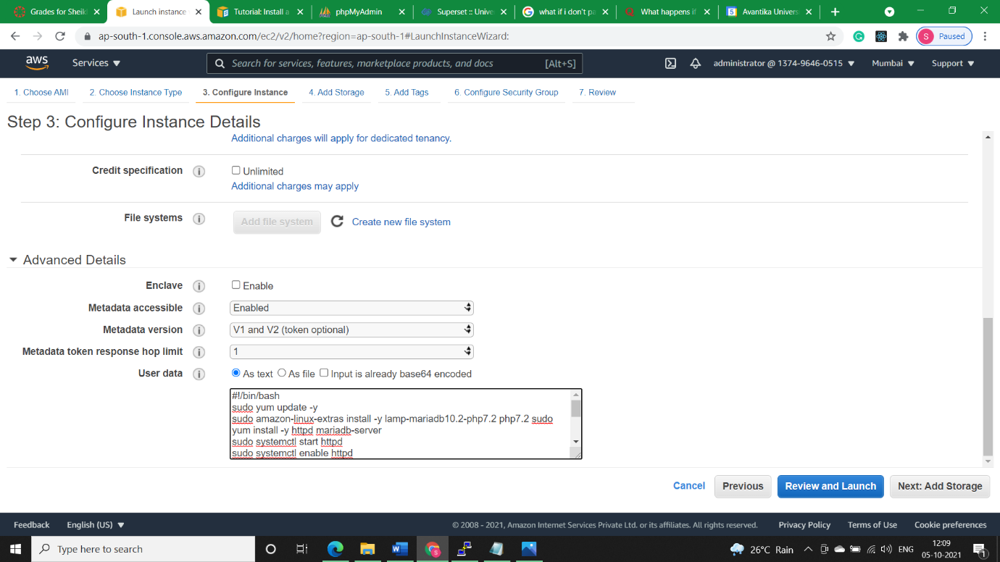 Grades for Sheikh
Launch instance
Tutorial: Install a
phpMyAdmin
Superset :: Unive
what if i don't pa
What happens if
Avantika Univers
ap-south-1.console.aws.amazon.com/ec2/v2/home?region=ap-south-1#LaunchInstanceWizard:
S Paused
aws
Services
Search for services, features, marketplace products, and docs
[Alt+S]
administrator @ 1374-9646-0515
Mumbai
Support
1. Choose AMI
2. Choose Instance Type
3. Configure Instance
4. Add Storage
5. Add Tags
6. Configure Security Group
7. Review
Step 3: Configure Instance Details
Additional charges will apply for dedicated tenancy.
Credit specification
Unlimited
Additional charges may apply
File systems
Add file system
Create new file system
Advanced Details
Enclave
Enable
Metadata accessible
Enabled
Metadata version
V1 and V2 (token optional)
Metadata token response hop limit
1
User data
As text
As file
Input is already base64 encoded
#!/bin/bash
sudo yum update -y
sudo amazon-linux-extras install -y lamp-mariadb10.2-php7.2 php7.2 sudo
yum install -y httpd mariadb-server
sudo systemctl start httpd
sudo systemctl enable httpd
Cancel
Previous
Review and Launch
Next: Add Storage
Feedback
English (US)
© 2008 - 2021, Amazon Internet Services Private Ltd. or its affiliates. All rights reserved.
Privacy Policy
Terms of Use
Cookie preferences
Type here to search
26°C Rain
ENG
12:09
05-10-2021
1